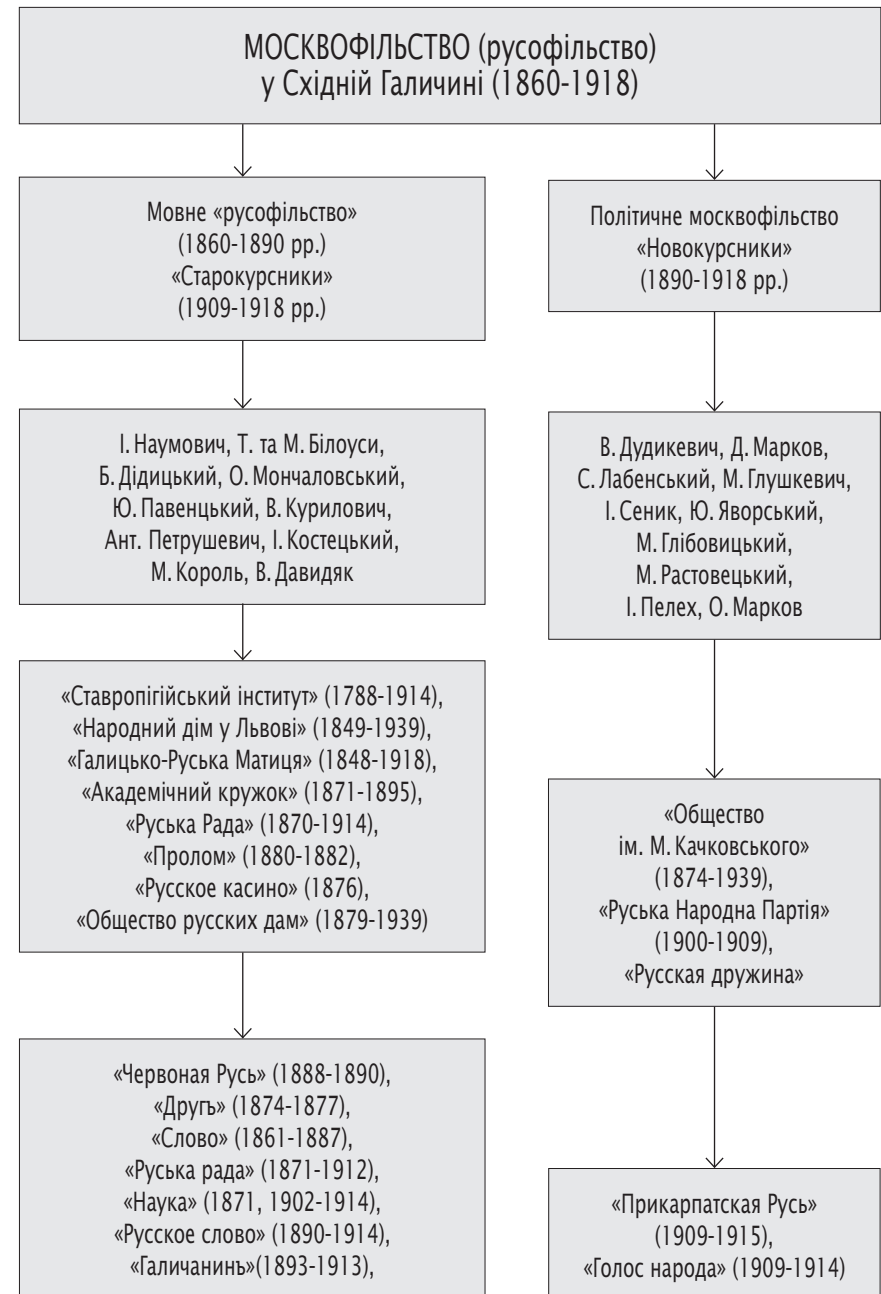 МОСКВОФІЛЬСТВО (русофільство)
у Східній Галичині (1860-1918)
Мовне «русофільство»
(1860-1890 рр.)
«Старокурсники»
(1909-1918 рр.)
І. Наумович, Т. та М. Білоуси,
Б. Дідицький, О. Мончаловський,
Ю. Павенцький, В. Курилович,
Ант. Петрушевич, І. Костецький,
М. Король, В. Давидяк
«Ставропігійський інститут» (1788-1914),
«Народний дім у Львові» (1849-1939),
«Галицько-Руська Матиця» (1848-1918),
«Академічний кружок» (1871-1895),
«Руська Рада» (1870-1914),
«Пролом» (1880-1882),
«Русское касино» (1876),
«Общество русских дам» (1879-1939)
«Червоная Русь» (1888-1890),
«Другъ» (1874-1877),
«Слово» (1861-1887),
«Руська рада» (1871-1912),
«Наука» (1871, 1902-1914),
«Русское слово» (1890-1914),
«Галичанинь»(1893-1913),
Політичне москвофільство
«Новокурсники»
(1890-1918 рр.)
В. Дудикевич, Д. Марков,
С. Лабенський, М. Глушкевич,
І. Сеник, Ю. Яворський,
М. Глібовицький,
М. Растовецький,
І. Пелех, О. Марков
«Общество
ім. М. Качковського»
(1874-1939),
«Руська Народна Партія»
(1900-1909),
«Русская дружина»
«Прикарпатская Русь»
(1909-1915),
«Голос народа» (1909-1914)